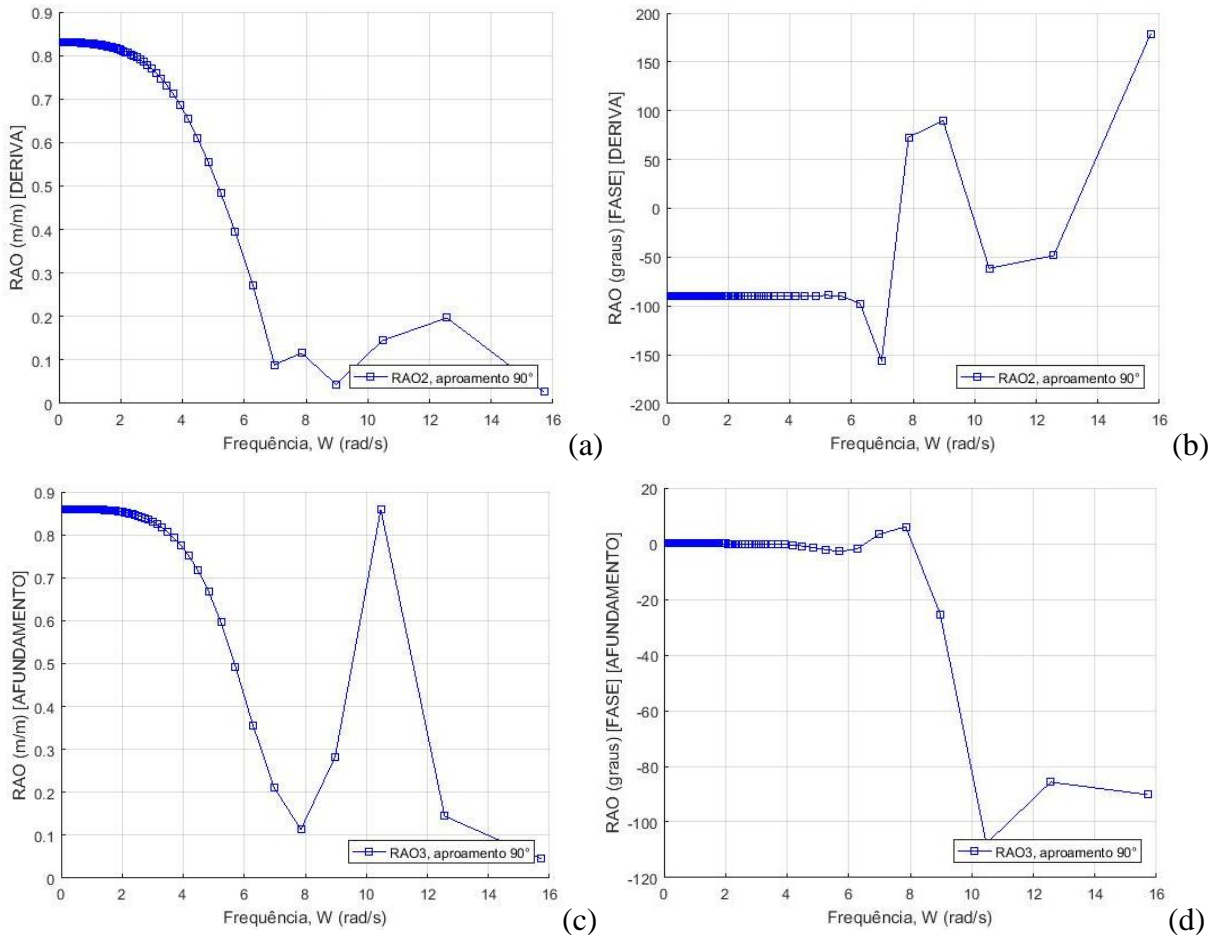 0.9
0.8
0.7
0.6
0.5
0.4
0.3
0.2
0.1
0
0 2 4 6 8 10 12 14 16
RAO (m/m) [DERIVA]
Frequência, W (rad/s)
RAO2, aproamento 90°
(a)
200
150
100
50
0
-50
-100
-150
-200
0 2 4 6 8 10 12 14 16
RAO (graus) [FASE] [DERIVA]
Frequência, W (rad/s)
RAO2, aproamento 90°
(b)
0.9
0.8
0.7
0.6
0.5
0.4
0.3
0.2
0.1
0
0 2 4 6 8 10 12 14 16
RAO (m/m) [AFUNDAMENTO]
Frequência, W (rad/s)
RAO3, aproamento 90°
(c)
20
0
-20
-40
-60
-80
-100
-120
0 2 4 6 8 10 12 14 16
RAO (graus) [FASE] [AFUNDAMENTO]
Frequência, W (rad/s)
RAO3, aproamento 90°
(d)